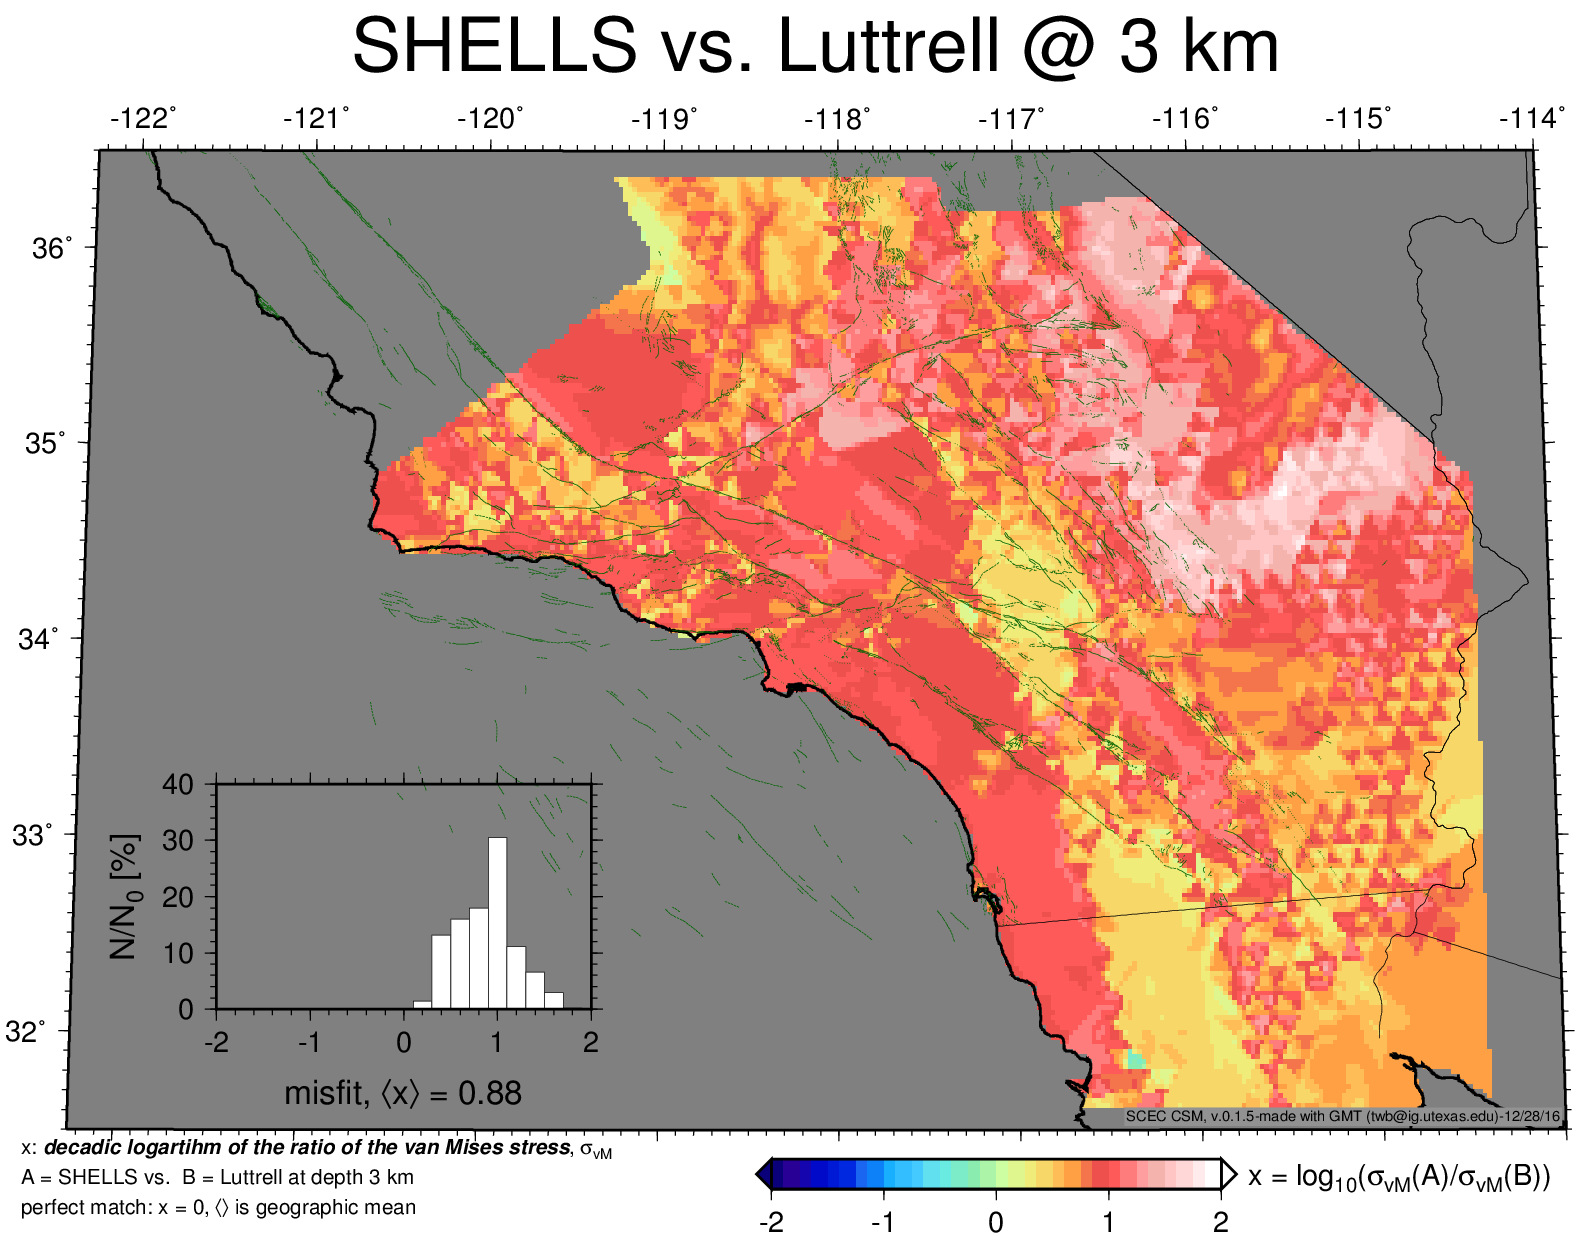 SHELLS vs. Luttrell @ 3 km
-122° -121° -120° -119° -118° -117° -116° -115° -114°
36°
35°
34°
33°
32°
40
30
20
10
0
N/N0 [%]
-2 -1 0 1 2
misfit, ⟨x⟩ = 0.88
SCEC CSM, v.0.1.5-made with GMT (twb@ig.utexas.edu)-12/28/16
x: decadic logartihm of the ratio of the van Mises stress, σvM
A = SHELLS vs. B = Luttrell at depth 3 km
perfect match: x = 0, ⟨⟩ is geographic mean
-2 -1 0 1 2
x = log10(σvM(A)/σvM(B))